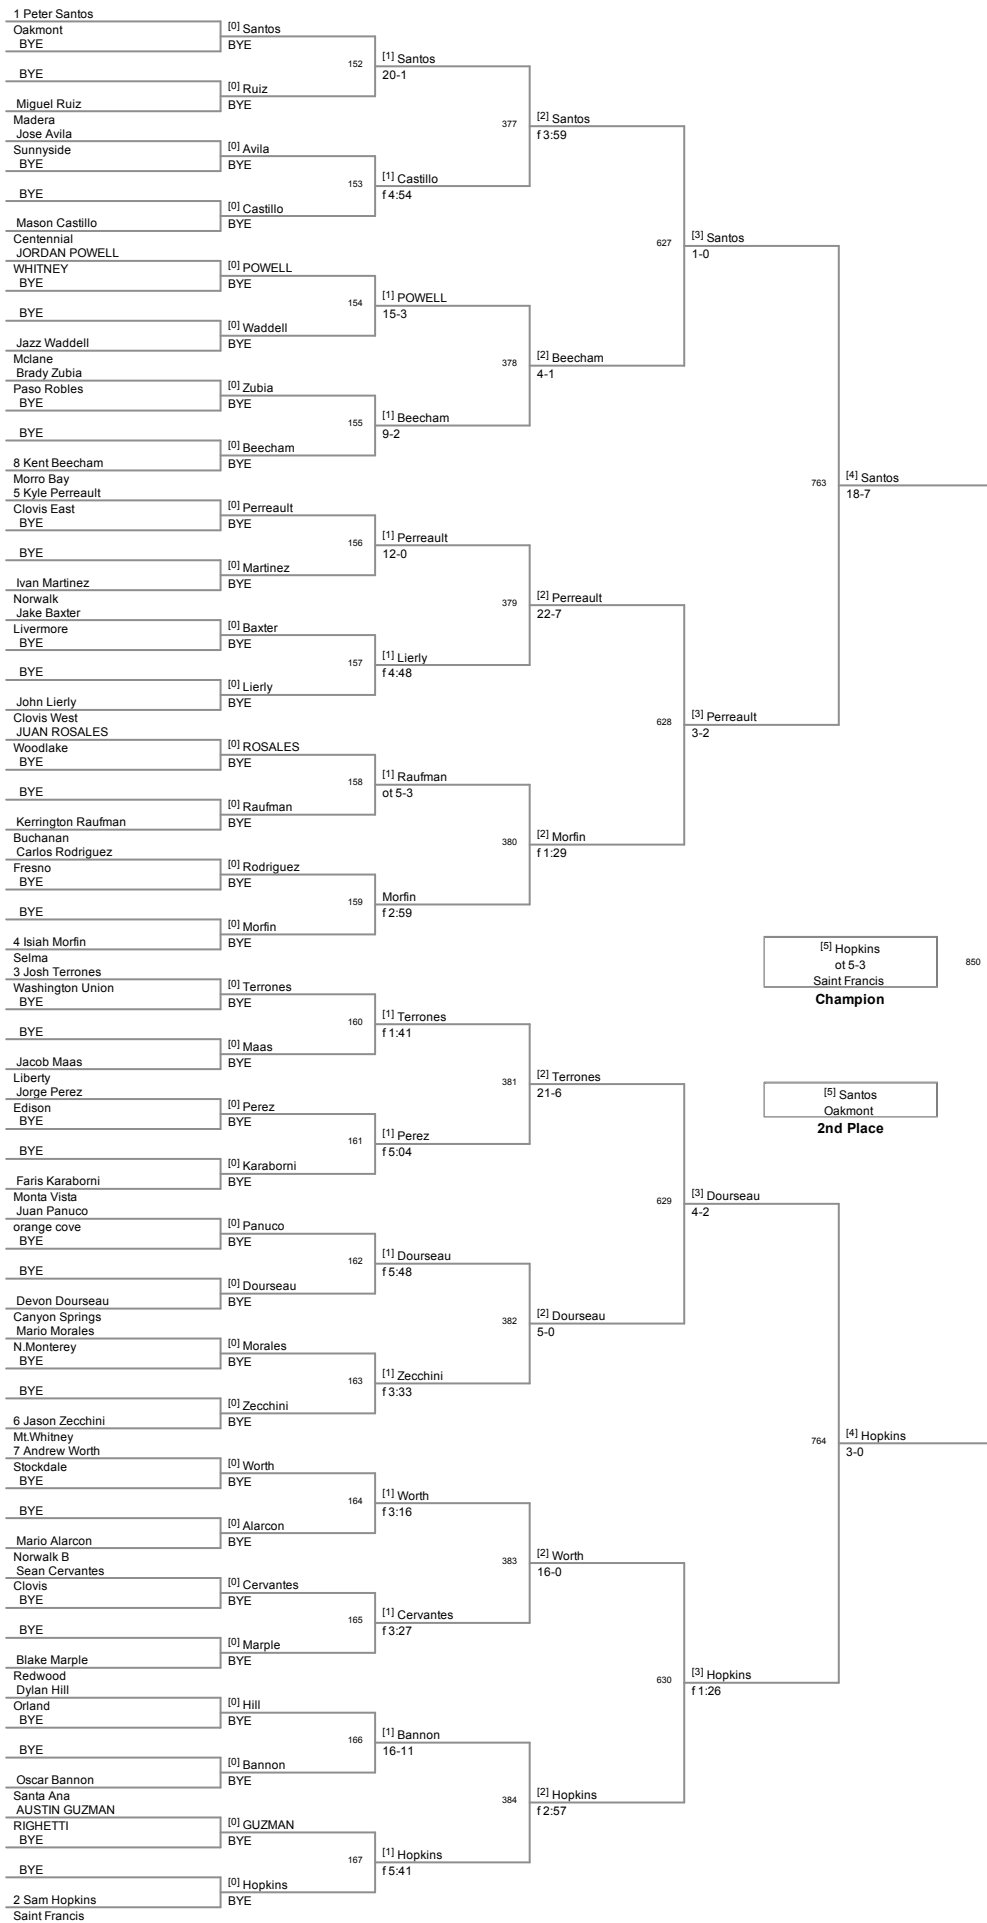 1 Peter Santos
Oakmont
BYE
BYE
Miguel Ruiz
Madera
Jose Avila
Sunnyside
BYE
BYE
Mason Castillo
Centennial
JORDAN POWELL
WHITNEY
BYE
BYE
Jazz Waddell
Mclane
Brady Zubia
Paso Robles
BYE
BYE
8 Kent Beecham
Morro Bay
5 Kyle Perreault
Clovis East
BYE
BYE
Ivan Martinez
Norwalk
Jake Baxter
Livermore
BYE
BYE
John Lierly
Clovis West
JUAN ROSALES
Woodlake
BYE
BYE
Kerrington Raufman
Buchanan
Carlos Rodriguez
Fresno
BYE
BYE
4 Isiah Morfin
Selma
3 Josh Terrones
Washington Union
BYE
BYE
Jacob Maas
Liberty
Jorge Perez
Edison
BYE
BYE
Faris Karaborni
Monta Vista
Juan Panuco
orange cove
BYE
BYE
Devon Dourseau
Canyon Springs
Mario Morales
N.Monterey
BYE
BYE
6 Jason Zecchini
Mt.Whitney
7 Andrew Worth
Stockdale
BYE
BYE
Mario Alarcon
Norwalk B
Sean Cervantes
Clovis
BYE
BYE
Blake Marple
Redwood
Dylan Hill
Orland
BYE
BYE
Oscar Bannon
Santa Ana
AUSTIN GUZMAN
RIGHETTI
BYE
BYE
2 Sam Hopkins
Saint Francis
[0] Santos
BYE
152
[0] Ruiz
BYE
[0] Avila
BYE
153
[0] Castillo
BYE
[0] POWELL
BYE
154
[0] Waddell
BYE
[0] Zubia
BYE
155
[0] Beecham
BYE
[0] Perreault
BYE
156
[0] Martinez
BYE
[0] Baxter
BYE
157
[0] Lierly
BYE
[0] ROSALES
BYE
158
[0] Raufman
BYE
[0] Rodriguez
BYE
159
[0] Morfin
BYE
[0] Terrones
BYE
160
[0] Maas
BYE
[0] Perez
BYE
161
[0] Karaborni
BYE
[0] Panuco
BYE
162
[0] Dourseau
BYE
[0] Morales
BYE
163
[0] Zecchini
BYE
[0] Worth
BYE
164
[0] Alarcon
BYE
[0] Cervantes
BYE
165
[0] Marple
BYE
[0] Hill
BYE
166
[0] Bannon
BYE
[0] GUZMAN
BYE
167
[0] Hopkins
BYE
[1] Santos
20-1
377
[1] Castillo
f 4:54
[1] POWELL
15-3
378
[1] Beecham
9-2
[1] Perreault
12-0
379
[1] Lierly
f 4:48
[1] Raufman
ot 5-3
380
Morfin
f 2:59
[1] Terrones
f 1:41
381
[1] Perez
f 5:04
[1] Dourseau
f 5:48
382
[1] Zecchini
f 3:33
[1] Worth
f 3:16
383
[1] Cervantes
f 3:27
[1] Bannon
16-11
384
[1] Hopkins
f 5:41
[2] Santos
f 3:59
627
[2] Beecham
4-1
[2] Perreault
22-7
628
[2] Morfin
f 1:29
[2] Terrones
21-6
629
[2] Dourseau
5-0
[2] Worth
16-0
630
[2] Hopkins
f 2:57
[3] Santos
1-0
763
[3] Perreault
3-2
[3] Dourseau
4-2
764
[3] Hopkins
f 1:26
[4] Santos
18-7
[5] Hopkins
ot 5-3
Saint Francis
Champion
850
[5] Santos
Oakmont
2nd Place
[4] Hopkins
3-0